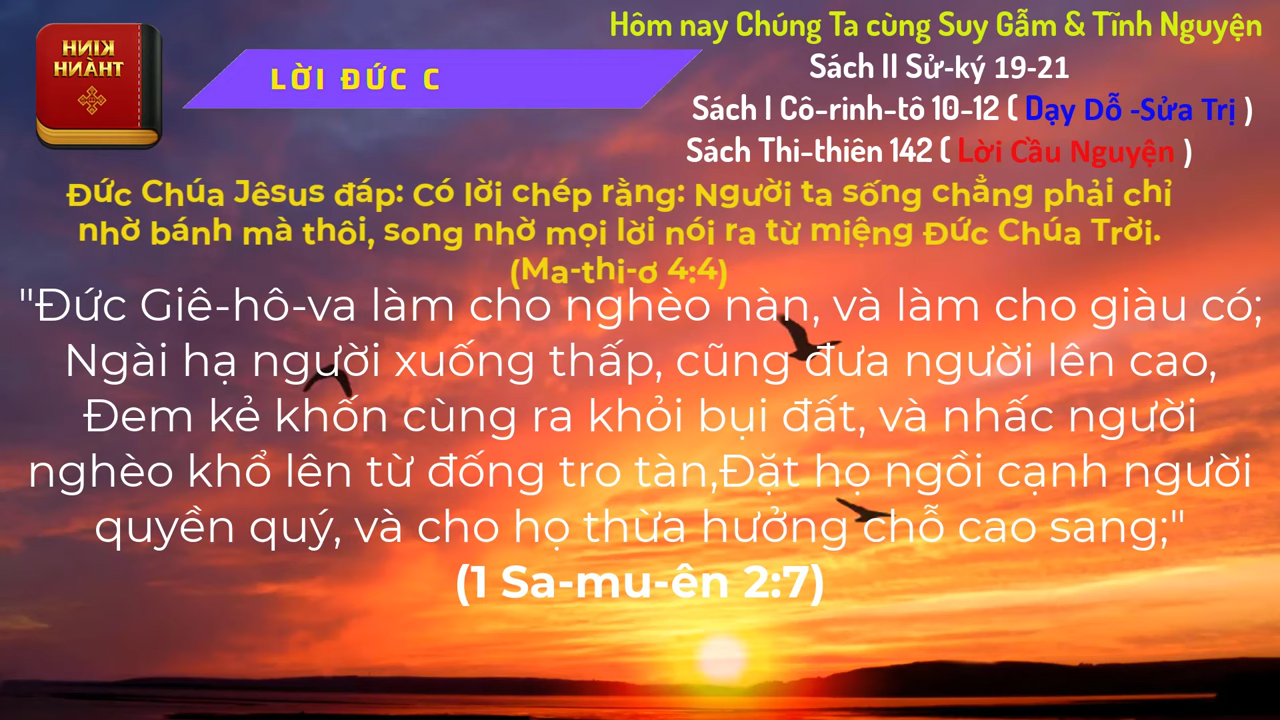 KINH
THÀNH
LỜI ĐỨC C
Hôm nay Chúng Ta cùng Suy Gẫm & Tĩnh Nguyện
Sách II Sử-ký 19-21
Sách I Cô-rinh-tô 10-12 ( Dạy Dỗ -Sửa Trị )
Sách Thi-thiên 142 ( Lời Cầu Nguyện )
Đức Chúa Jêsus đáp: Có lời chép rằng: Người ta sống chẳng phải chỉ
nhờ bánh mà thôi, song nhờ mọi lời nói ra từ miệng Đức Chúa Trời.
(Ma-thi-ơ 4:4)
"Đức Giê-hô-va làm cho nghèo nàn, và làm cho giàu có;
Ngài hạ người xuống thấp, cũng đưa người lên cao,
Đem kẻ khốn cùng ra khỏi bụi đất, và nhấc người
nghèo khổ lên từ đống tro tàn,Đặt họ ngồi cạnh người
quyền quý, và cho họ thừa hưởng chỗ cao sang;"
(1 Sa-mu-ên 2:7)